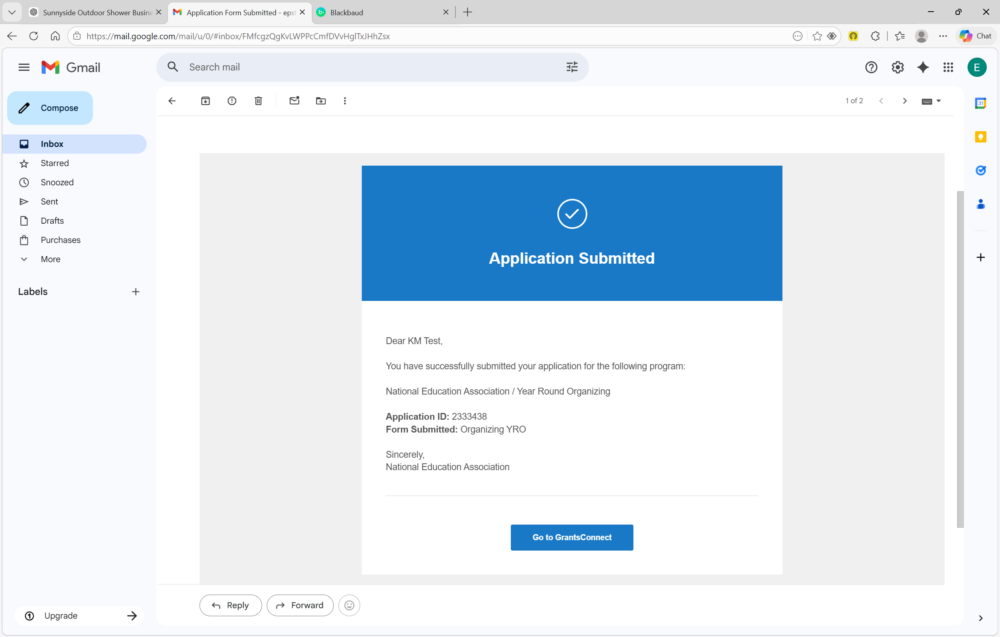 Sunnyside Outdoor Shower Busine
Application Form Submitted - epst
Blackbaud
https://mail.google.com/mail/u/0/#inbox/FMfcgzQgKvLWPPcCmfDVvHglTxJHhZsx
Chat
Gmail
Search mail
E
Compose
1 of 2
31
Inbox
Starred
Snoozed
Sent
Drafts
Purchases
More
Labels
Application Submitted
Dear KM Test,
You have successfully submitted your application for the following program:
National Education Association / Year Round Organizing
Application ID: 2333438
Form Submitted: Organizing YRO
Sincerely,
National Education Association
Go to GrantsConnect
Reply
Forward
Upgrade